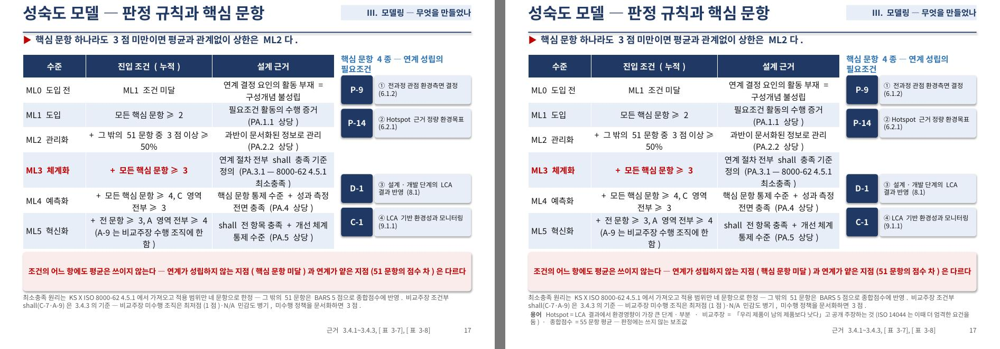 성숙도 모델 — 판정 규칙과 핵심 문항
III. 모델링 — 무엇을 만들었나
▶ 핵심 문항 하나라도 3 점 미만이면 평균과 관계없이 상한은 ML2 다 .
수준
진입 조건 ( 누적 )
설계 근거
ML0 도입 전
ML1 조건 미달
연계 결정 요인의 활동 부재 =
구성개념 불성립
ML1 도입
모든 핵심 문항 ≥ 2
필요조건 활동의 수행 증거
(PA.1.1 상당 )
ML2 관리화
+ 그 밖의 51 문항 중 3 점 이상 ≥
50%
과반이 문서화된 정보로 관리
(PA.2.2 상당 )
ML3 체계화
+ 모든 핵심 문항 ≥ 3
연계 절차 전부 shall 충족 기준
정의 (PA.3.1 — 8000-62 4.5.1
최소충족 )
ML4 예측화
+ 모든 핵심 문항 ≥ 4, C 영역
전부 ≥ 3
핵심 문항 통제 수준 + 성과 측정
전면 충족 (PA.4 상당 )
ML5 혁신화
+ 전 문항 ≥ 3, A 영역 전부 ≥ 4
(A-9 는 비교주장 수행 조직에 한
함 )
shall 전 항목 충족 + 개선 체계
통제 수준 (PA.5 상당 )
핵심 문항 4 종 — 연계 성립의
필요조건
P-9
① 전과정 관점 환경측면 결정
(6.1.2)
P-14
② Hotspot 근거 정량 환경목표
(6.2.1)
D-1
③ 설계 · 개발 단계의 LCA
결과 반영 (8.1)
C-1
④ LCA 기반 환경성과 모니터링
(9.1.1)
조건의 어느 항에도 평균은 쓰이지 않는다 — 연계가 성립하지 않는 지점 ( 핵심 문항 미달 ) 과 연계가 얕은 지점 (51 문항의 점수 차 ) 은 다르다
최소충족 원리는 KS X ISO 8000-62 4.5.1 에서 가져오고 적용 범위만 네 문항으로 한정 — 그 밖의 51 문항은 BARS 5 점으로 종합점수에 반영 . 비교주장 조건부
shall(C-7·A-9) 은 3.4.3 의 기준 — 비교주장 미수행 조직은 최저점 (1 점 )·N/A 민감도 병기 , 미수행 정책을 문서화하면 3 점 .
근거 3.4.1~3.4.3, [ 표 3-7], [ 표 3-8]
17
성숙도 모델 — 판정 규칙과 핵심 문항
III. 모델링 — 무엇을 만들었나
▶ 핵심 문항 하나라도 3 점 미만이면 평균과 관계없이 상한은 ML2 다 .
수준
진입 조건 ( 누적 )
설계 근거
ML0 도입 전
ML1 조건 미달
연계 결정 요인의 활동 부재 =
구성개념 불성립
ML1 도입
모든 핵심 문항 ≥ 2
필요조건 활동의 수행 증거
(PA.1.1 상당 )
ML2 관리화
+ 그 밖의 51 문항 중 3 점 이상 ≥
50%
과반이 문서화된 정보로 관리
(PA.2.2 상당 )
ML3 체계화
+ 모든 핵심 문항 ≥ 3
연계 절차 전부 shall 충족 기준
정의 (PA.3.1 — 8000-62 4.5.1
최소충족 )
ML4 예측화
+ 모든 핵심 문항 ≥ 4, C 영역
전부 ≥ 3
핵심 문항 통제 수준 + 성과 측정
전면 충족 (PA.4 상당 )
ML5 혁신화
+ 전 문항 ≥ 3, A 영역 전부 ≥ 4
(A-9 는 비교주장 수행 조직에 한
함 )
shall 전 항목 충족 + 개선 체계
통제 수준 (PA.5 상당 )
핵심 문항 4 종 — 연계 성립의
필요조건
P-9
① 전과정 관점 환경측면 결정
(6.1.2)
P-14
② Hotspot 근거 정량 환경목표
(6.2.1)
D-1
③ 설계 · 개발 단계의 LCA
결과 반영 (8.1)
C-1
④ LCA 기반 환경성과 모니터링
(9.1.1)
조건의 어느 항에도 평균은 쓰이지 않는다 — 연계가 성립하지 않는 지점 ( 핵심 문항 미달 ) 과 연계가 얕은 지점 (51 문항의 점수 차 ) 은 다르다
최소충족 원리는 KS X ISO 8000-62 4.5.1 에서 가져오고 적용 범위만 네 문항으로 한정 — 그 밖의 51 문항은 BARS 5 점으로 종합점수에 반영 . 비교주장 조건부
shall(C-7·A-9) 은 3.4.3 의 기준 — 비교주장 미수행 조직은 최저점 (1 점 )·N/A 민감도 병기 , 미수행 정책을 문서화하면 3 점 .
용어 Hotspot = LCA 결과에서 환경영향이 가장 큰 단계 · 부분 · 비교주장 = 「우리 제품이 남의 제품보다 낫다」고 공개 주장하는 것 (ISO 14044 는 이때 더 엄격한 요건을
둠 ) · 종합점수 = 55 문항 평균 — 판정에는 쓰지 않는 보조값
근거 3.4.1~3.4.3, [ 표 3-7], [ 표 3-8]
17